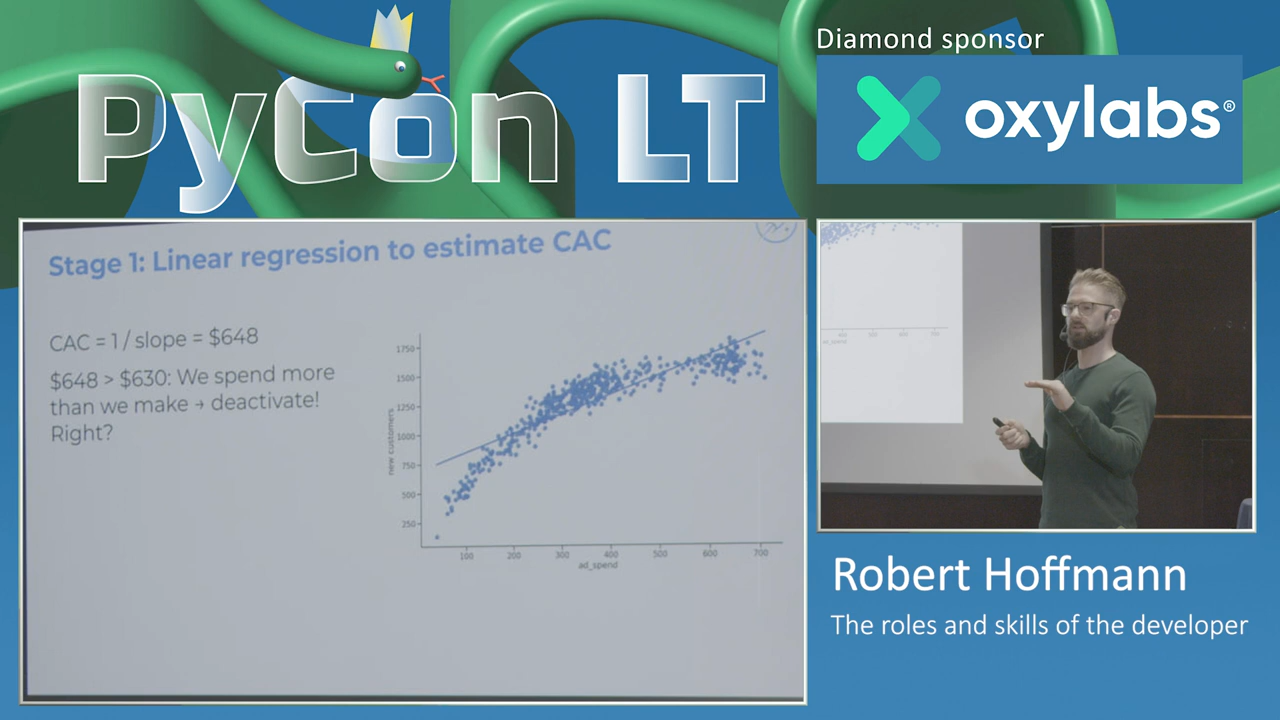 PyCon LT
Diamond sponsor
oxylabs®
Stage 1: Linear regression to estimate CAC
CAC = 1 / slope = $648
$648 > $630: We spend more
than we make → deactivate!
Right?
new customers
1750
1500
1250
1000
750
500
250
100 200 300 400 500 600 700
ad_spend
Robert Hoffmann
The roles and skills of the developer